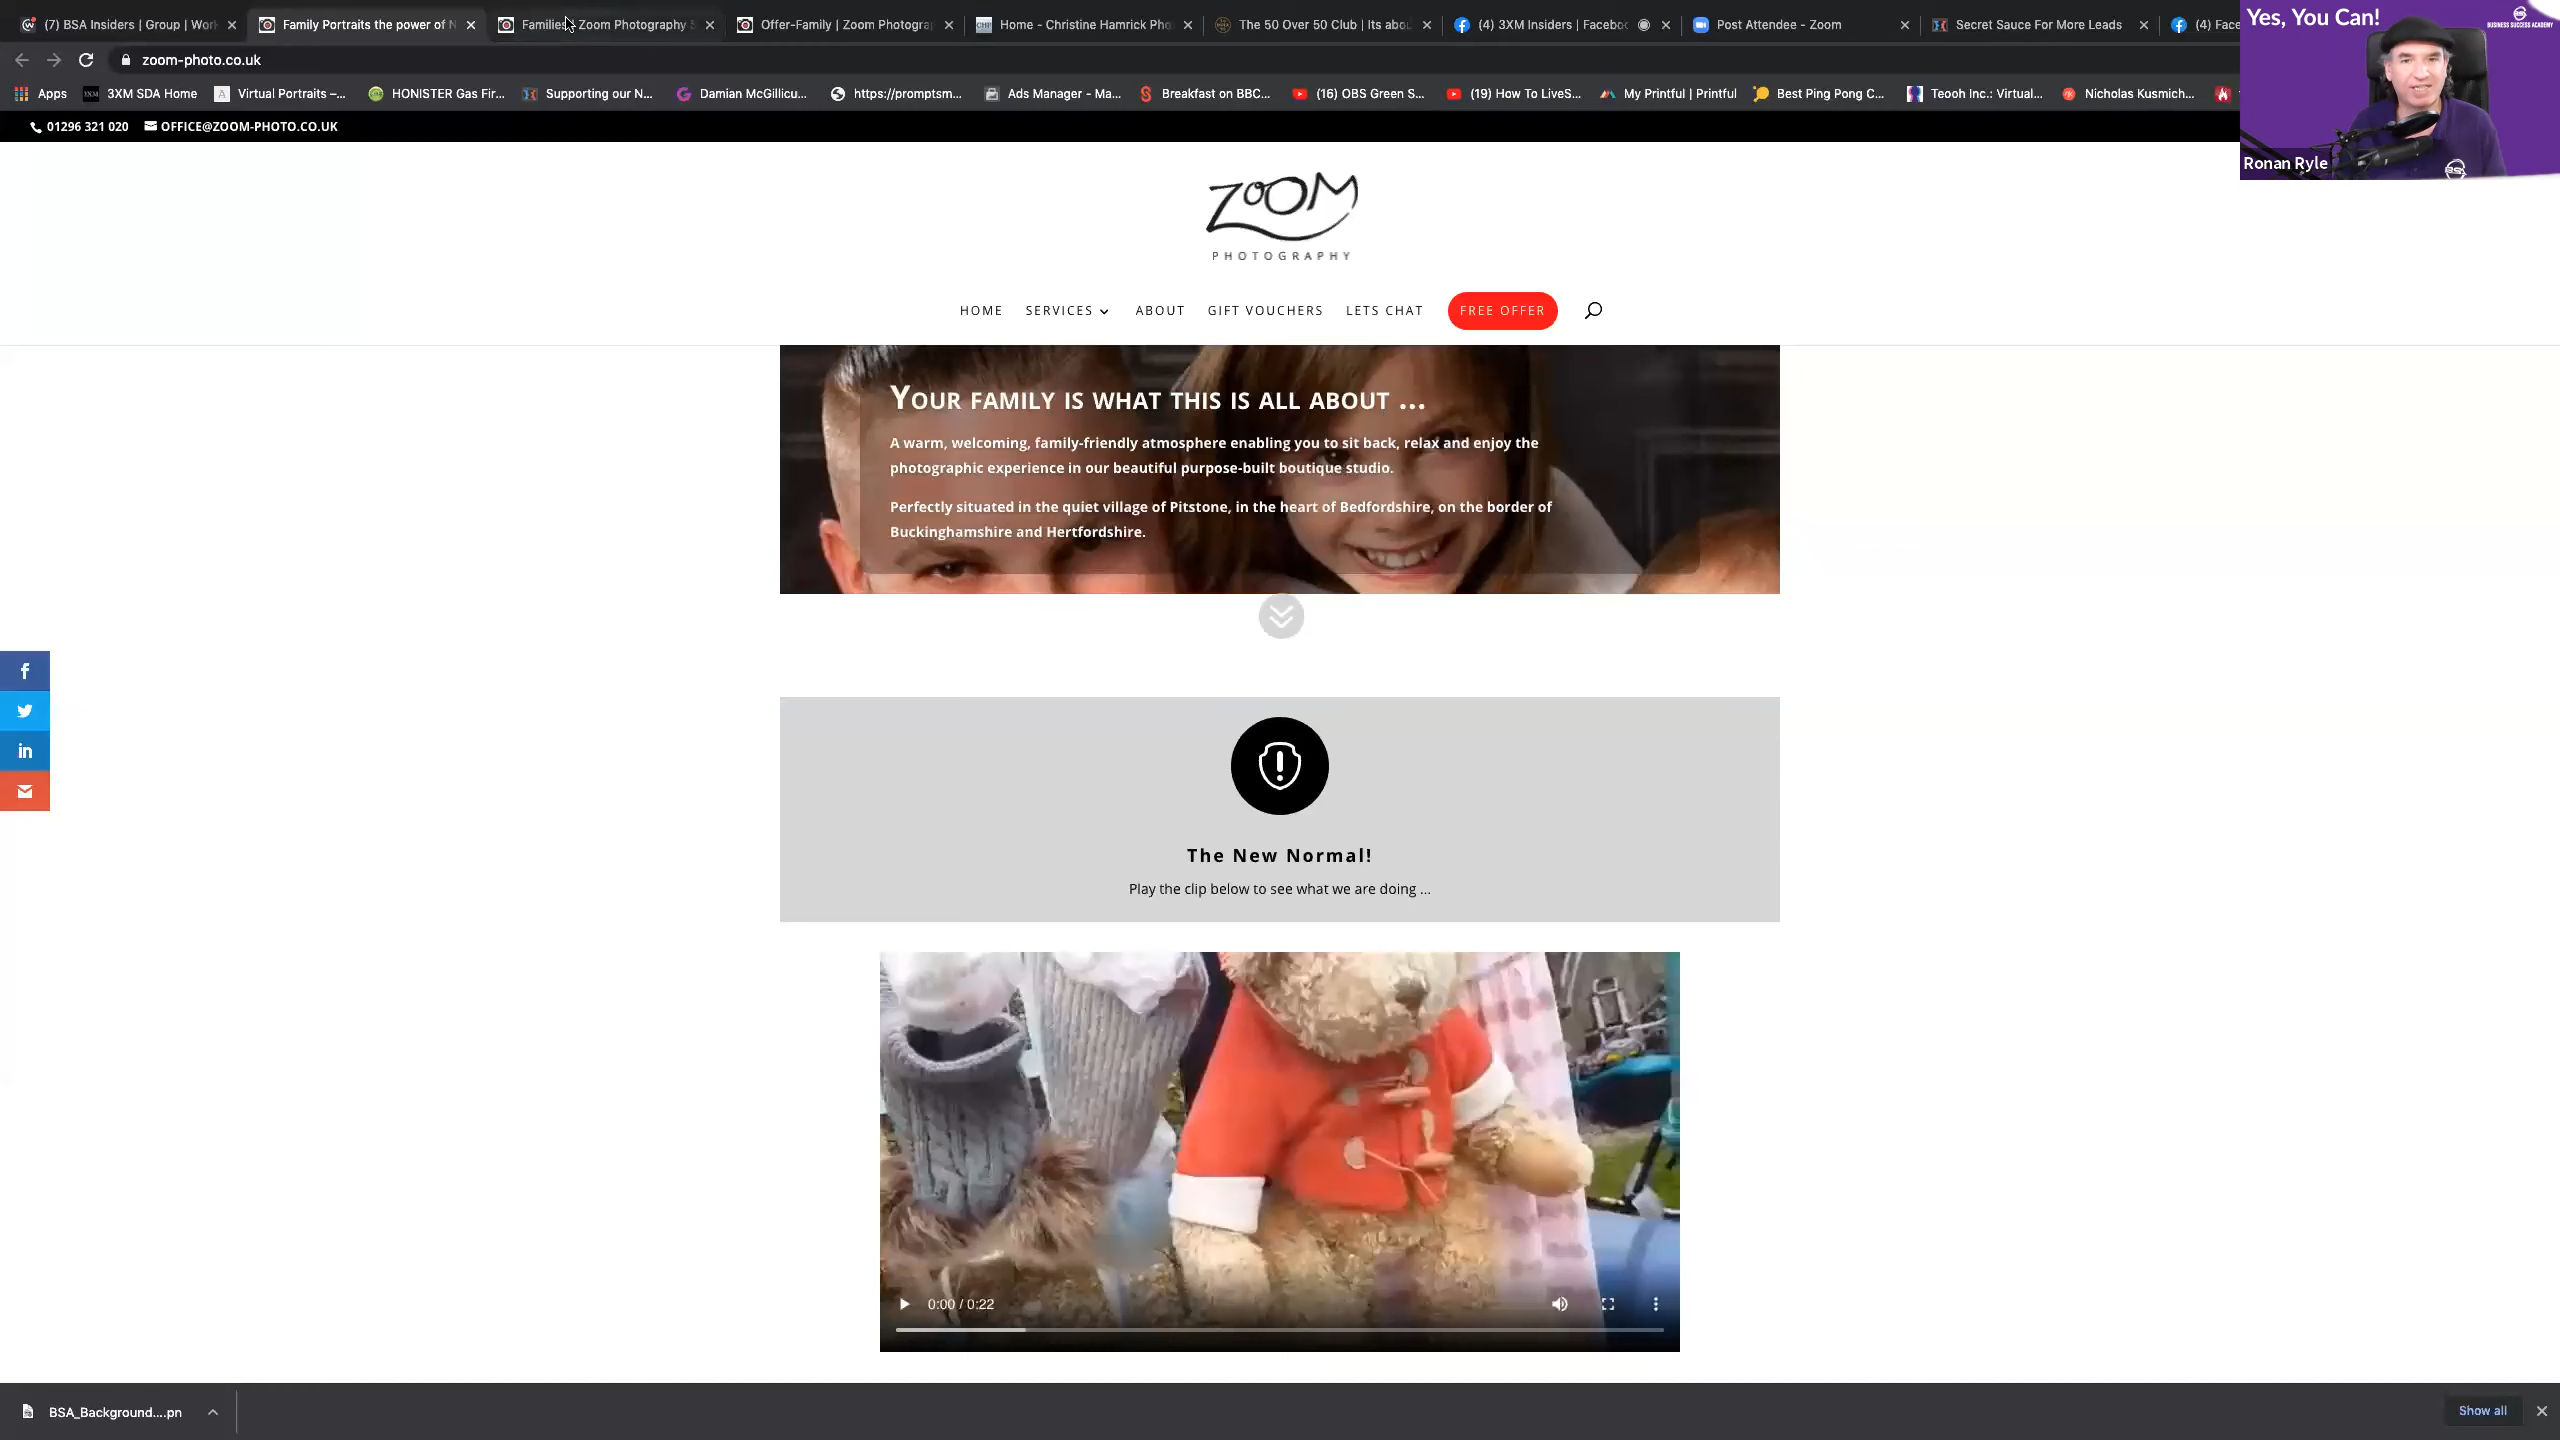 (7) BSA Insiders | Group | Wor
Family Portraits the power of
Families - Zoom Photography
Offer-Family | Zoom Photogra
Home - Christine Hamrick Pho
The 50 Over 50 Club | Its abou
(4) 3XM Insiders | Facebo
Post Attendee - Zoom
Secret Sauce For More Leads
(4) Face
zoom-photo.co.uk
Apps
3XM SDA Home
Virtual Portraits –...
HONISTER Gas Fir...
Supporting our N...
Damian McGillicu...
https://promptsm...
Ads Manager - Ma...
Breakfast on BBC...
(16) OBS Green S...
(19) How To LiveS...
My Printful | Printful
Best Ping Pong C...
Teooh Inc.: Virtual...
Nicholas Kusmich...
Yes, You Can!
BUSINESS SUCCESS ACADEMY
Ronan Ryle
01296 321 020
OFFICE@ZOOM-PHOTO.CO.UK
ZOOM
PHOTOGRAPHY
HOME
SERVICES
ABOUT
GIFT VOUCHERS
LETS CHAT
FREE OFFER
YOUR FAMILY IS WHAT THIS IS ALL ABOUT ...
A warm, welcoming, family-friendly atmosphere enabling you to sit back, relax and enjoy the
photographic experience in our beautiful purpose-built boutique studio.
Perfectly situated in the quiet village of Pitstone, in the heart of Bedfordshire, on the border of
Buckinghamshire and Hertfordshire.
The New Normal!
Play the clip below to see what we are doing ...
0:00 / 0:22
BSA_Background....pn
Show all